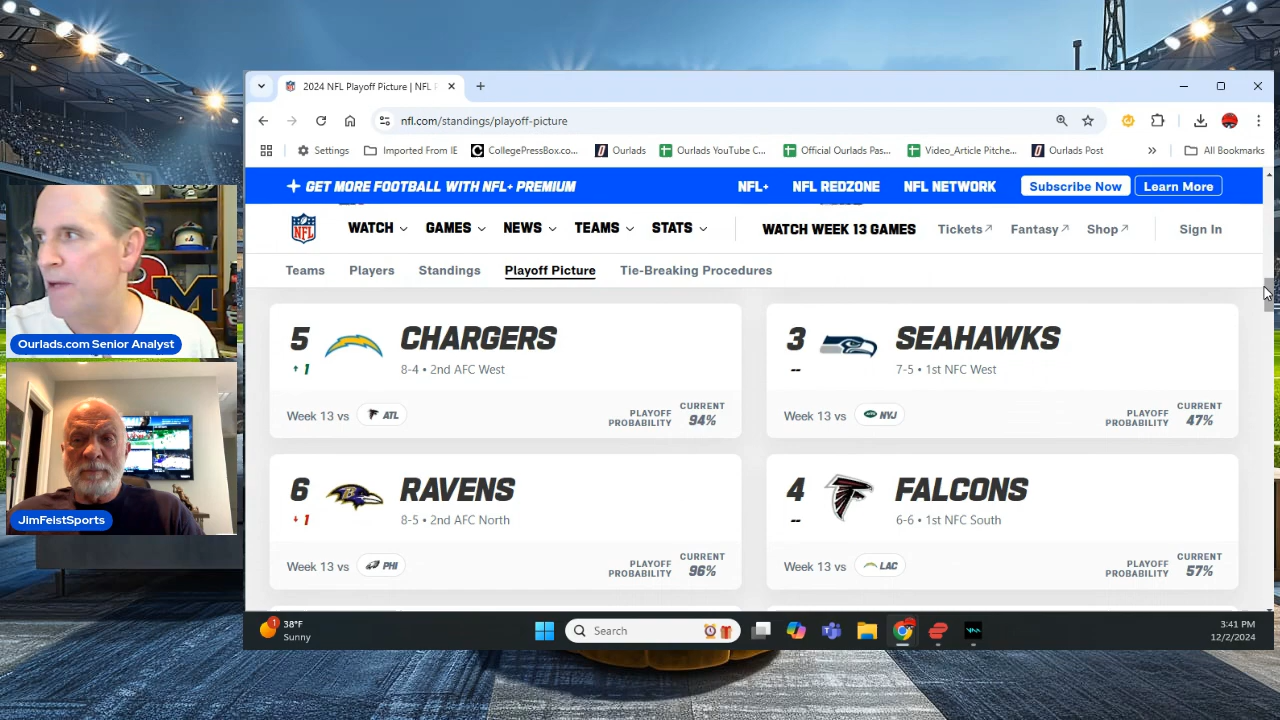 2024 NFL Playoff Picture | NFL
nfl.com/standings/playoff-picture
Settings
Imported From IE
CollegePressBox.co...
Ourlads
Ourlads YouTube C...
Official Ourlads Pas...
Video_Article Pitche...
Ourlads Post
All Bookmarks
GET MORE FOOTBALL WITH NFL+ PREMIUM
NFL+
NFL REDZONE
NFL NETWORK
Subscribe Now
Learn More
NFL
WATCH
GAMES
NEWS
TEAMS
STATS
WATCH WEEK 13 GAMES
Tickets
Fantasy
Shop
Sign In
Teams
Players
Standings
Playoff Picture
Tie-Breaking Procedures
5
1
CHARGERS
8-4 • 2nd AFC West
Week 13 vs ATL
PLAYOFF
PROBABILITY
CURRENT
94%
3
--
SEAHAWKS
7-5 • 1st NFC West
Week 13 vs NYJ
PLAYOFF
PROBABILITY
CURRENT
47%
6
1
RAVENS
8-5 • 2nd AFC North
Week 13 vs PHI
PLAYOFF
PROBABILITY
CURRENT
96%
4
--
FALCONS
6-6 • 1st NFC South
Week 13 vs LAC
PLAYOFF
PROBABILITY
CURRENT
57%
M
Ourlads.com Senior Analyst
JimFeistSports
1
38°F
Sunny
Search
3:41 PM
12/2/2024